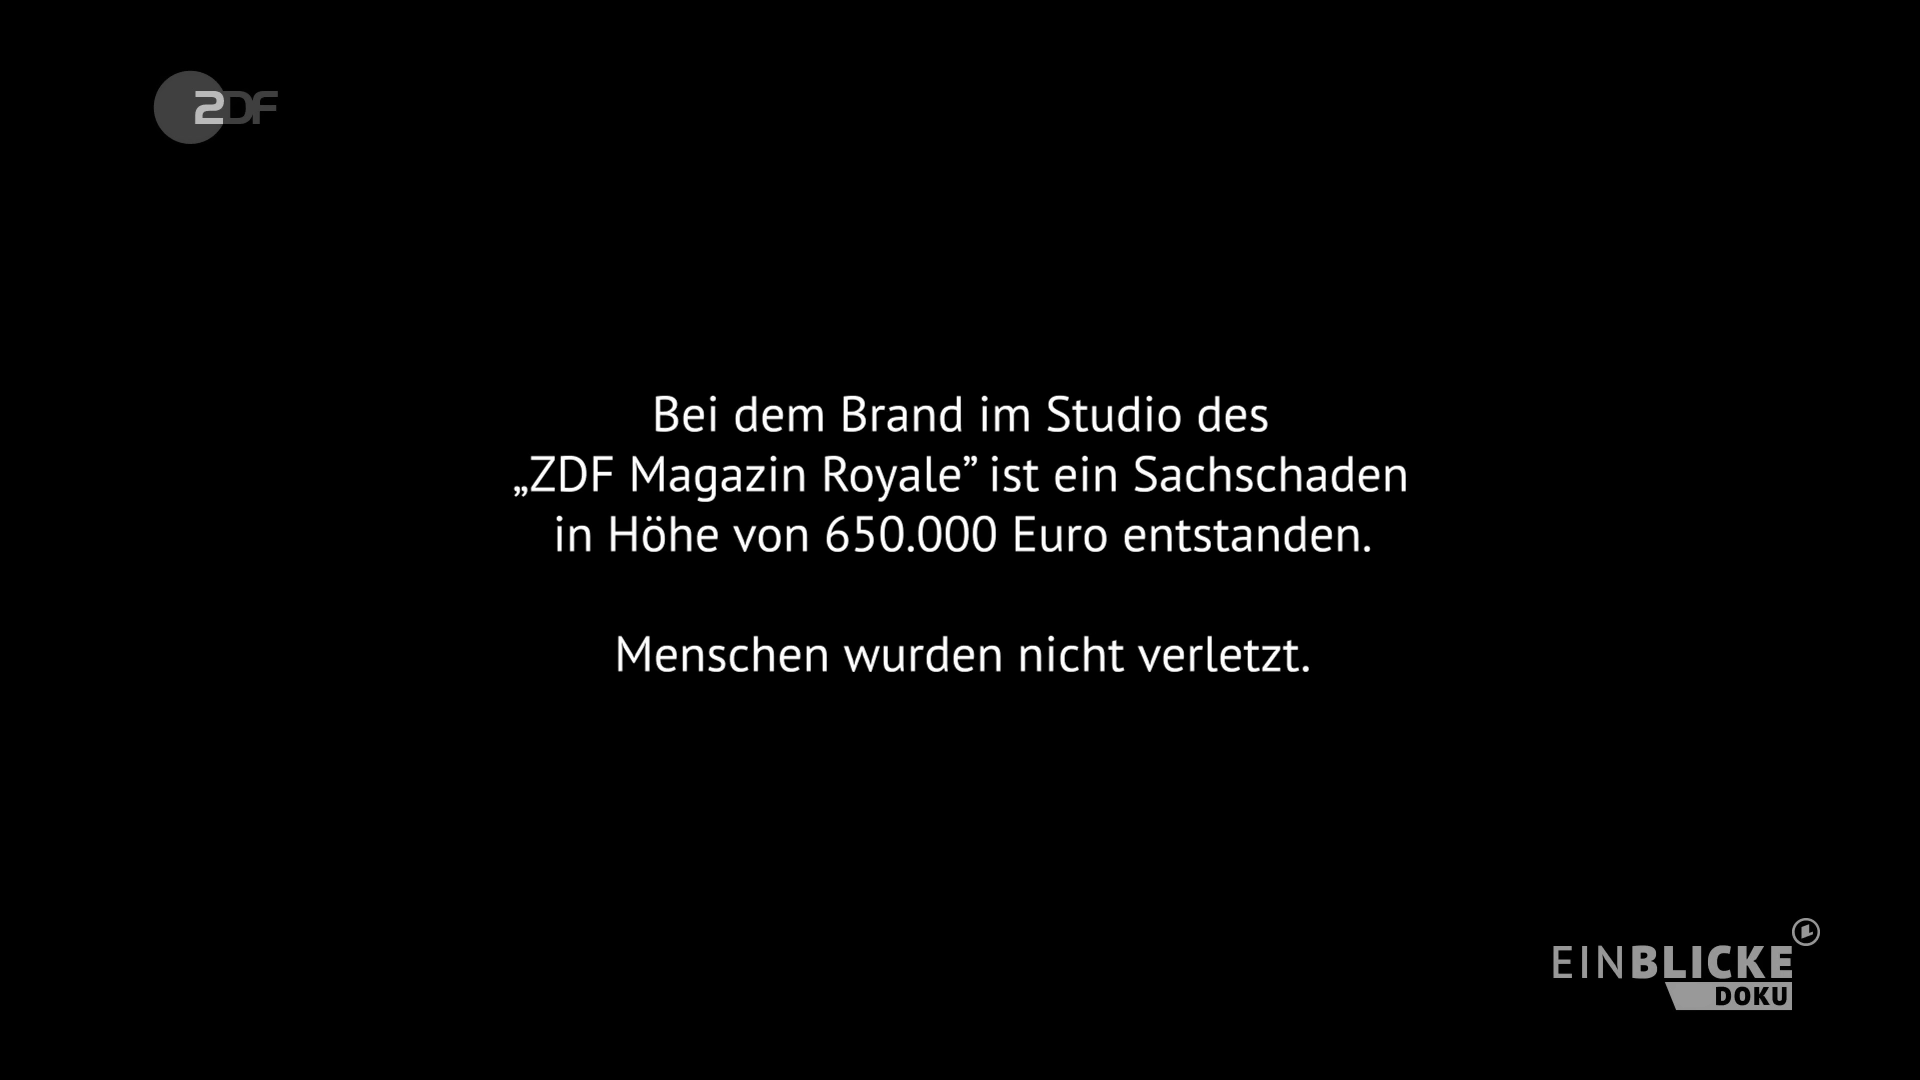 ZDF
Bei dem Brand im Studio des
„ZDF Magazin Royale” ist ein Sachschaden
in Höhe von 650.000 Euro entstanden.
Menschen wurden nicht verletzt.
EINBLICKE
DOKU